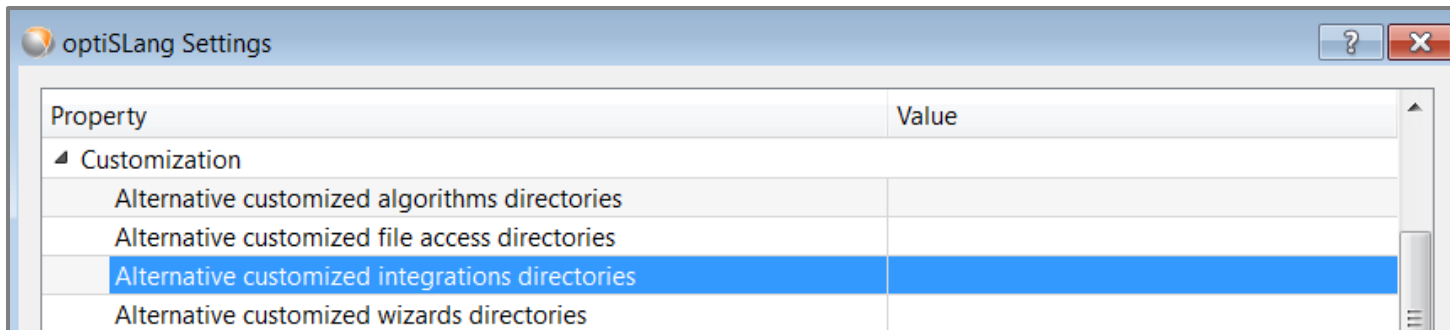 optiSLang Settings
Property Value
Customization
Alternative customized algorithms directories
Alternative customized file access directories
Alternative customized integrations directories
Alternative customized wizards directories